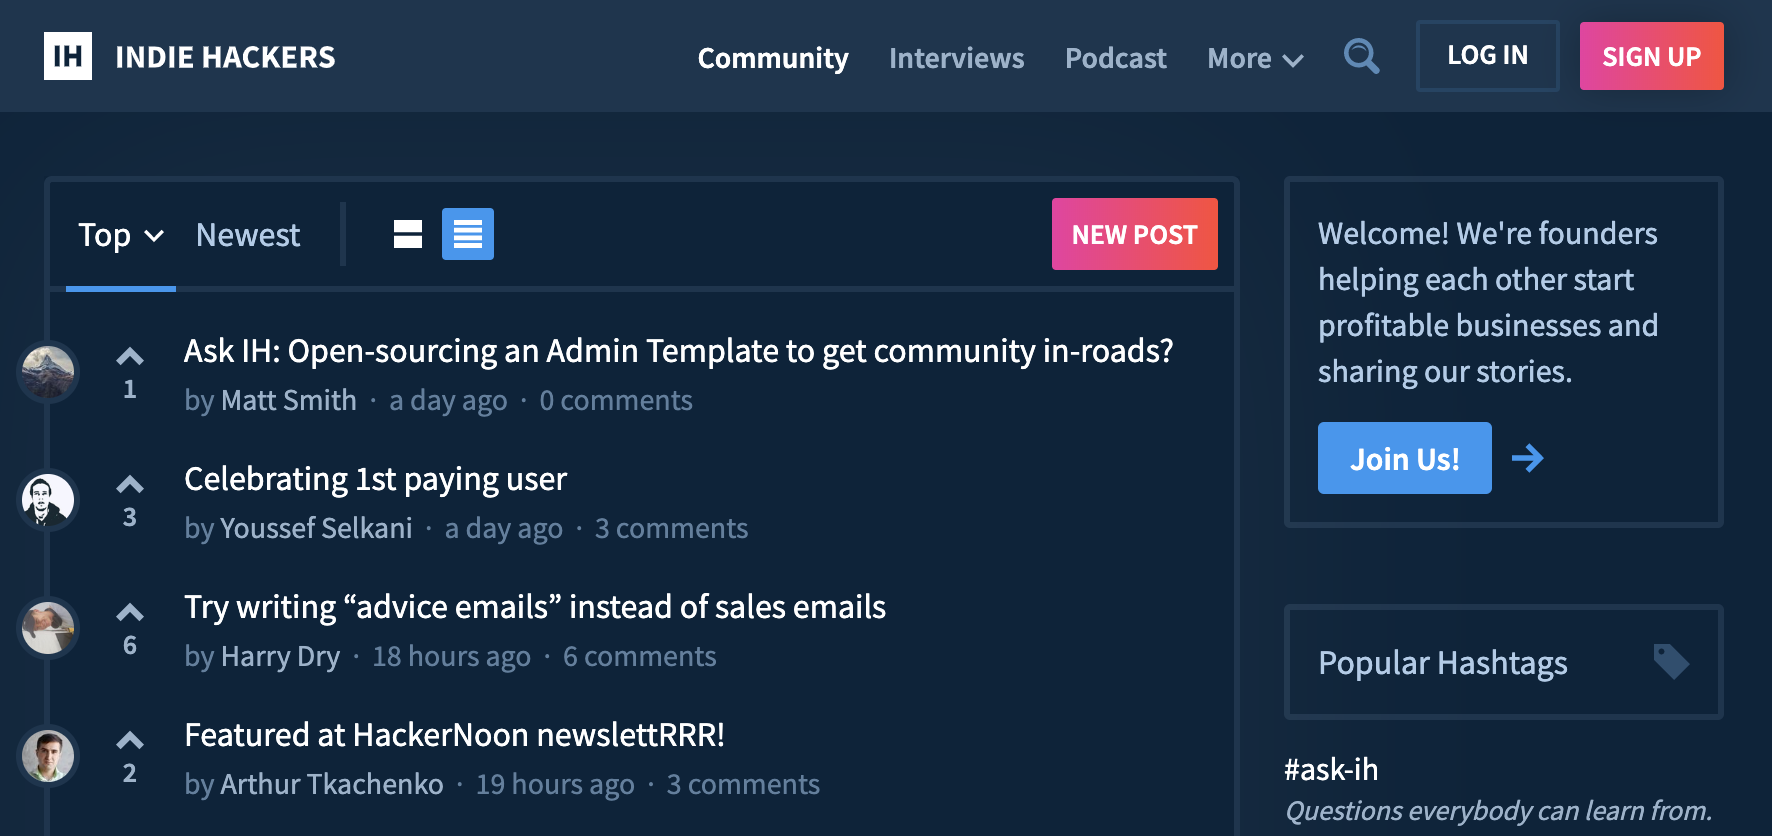 IH INDIE HACKERS Community Interviews Podcast More LOG IN SIGN UP
Top Newest NEW POST
Ask IH: Open-sourcing an Admin Template to get community in-roads?
1
by Matt Smith · a day ago · 0 comments
Celebrating 1st paying user
3
by Youssef Selkani · a day ago · 3 comments
Try writing “advice emails” instead of sales emails
6
by Harry Dry · 18 hours ago · 6 comments
Featured at HackerNoon newslettRRR!
2
by Arthur Tkachenko · 19 hours ago · 3 comments
Welcome! We're founders
helping each other start
profitable businesses and
sharing our stories.
Join Us!
Popular Hashtags
#ask-ih
Questions everybody can learn from.